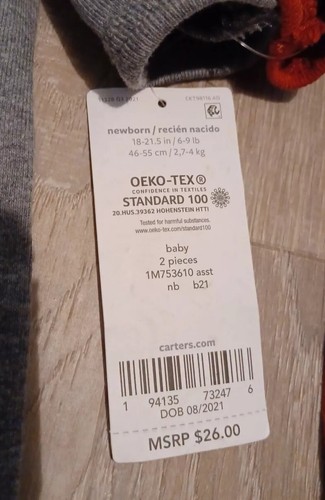 newborn / recién nacido
18-21.5 in / 6-9 lb
46-55 cm / 2,7-4 kg
OEKO-TEX®
CONFIDENCE IN TEXTILES
STANDARD 100
20.HUS.39362 HOHENSTEIN HTTI
Tested for harmful substances.
www.oeko-tex.com/standard100
baby
2 pieces
1M753610 asst
nb b21
carters.com
1 94135 73247 6
DOB 08/2021
MSRP $26.00